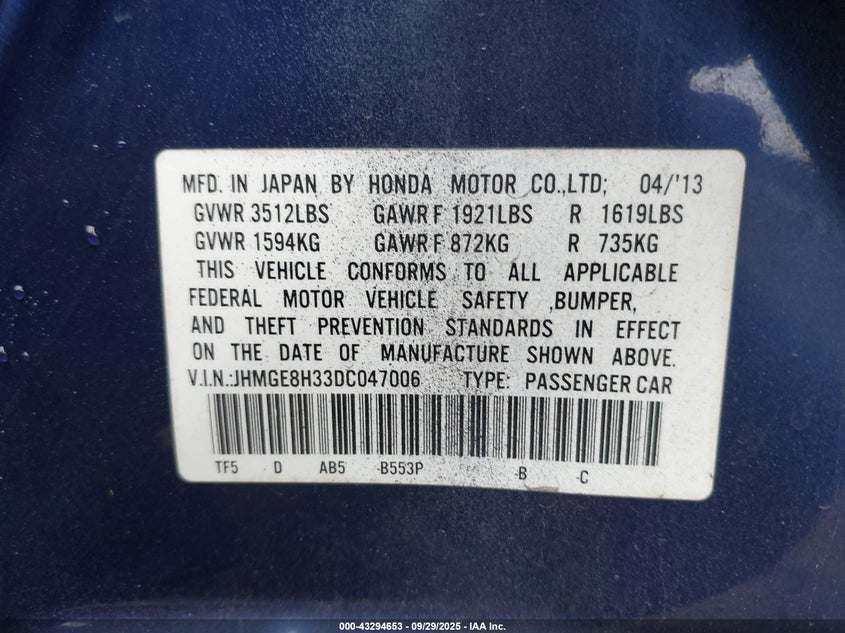 MFD. IN JAPAN BY HONDA MOTOR CO.,LTD; 04/'13
GVWR 3512LBS GAWR F 1921LBS R 1619LBS
GVWR 1594KG GAWR F 872KG R 735KG
THIS VEHICLE CONFORMS TO ALL APPLICABLE
FEDERAL MOTOR VEHICLE SAFETY ,BUMPER,
AND THEFT PREVENTION STANDARDS IN EFFECT
ON THE DATE OF MANUFACTURE SHOWN ABOVE.
V.I.N.:JHMGE8H33DC047006 TYPE: PASSENGER CAR
TF5 D AB5 -B553P -B -C
000-43294653 - 09/29/2025 - IAA Inc.